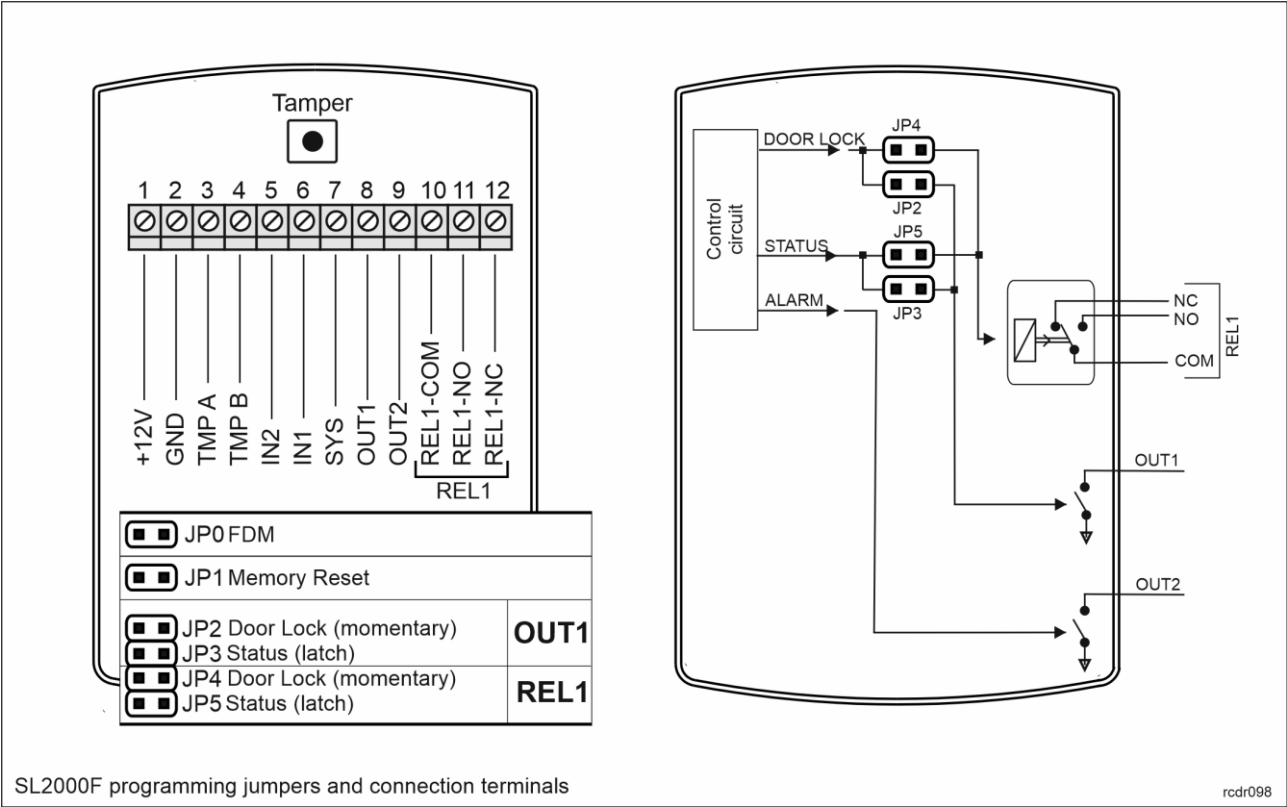 Tamper
1 2 3 4 5 6 7 8 9 10 11 12
+12V
GND
TMP A
TMP B
IN2
IN1
SYS
OUT1
OUT2
REL1-COM
REL1-NO
REL1-NC
REL1
JP0 FDM
JP1 Memory Reset
JP2 Door Lock (momentary)
JP3 Status (latch)
OUT1
JP4 Door Lock (momentary)
JP5 Status (latch)
REL1
Control
circuit
DOOR LOCK
JP4
JP2
STATUS
JP5
ALARM
JP3
NC
NO
COM
REL1
OUT1
OUT2
SL2000F programming jumpers and connection terminals
rcdr098